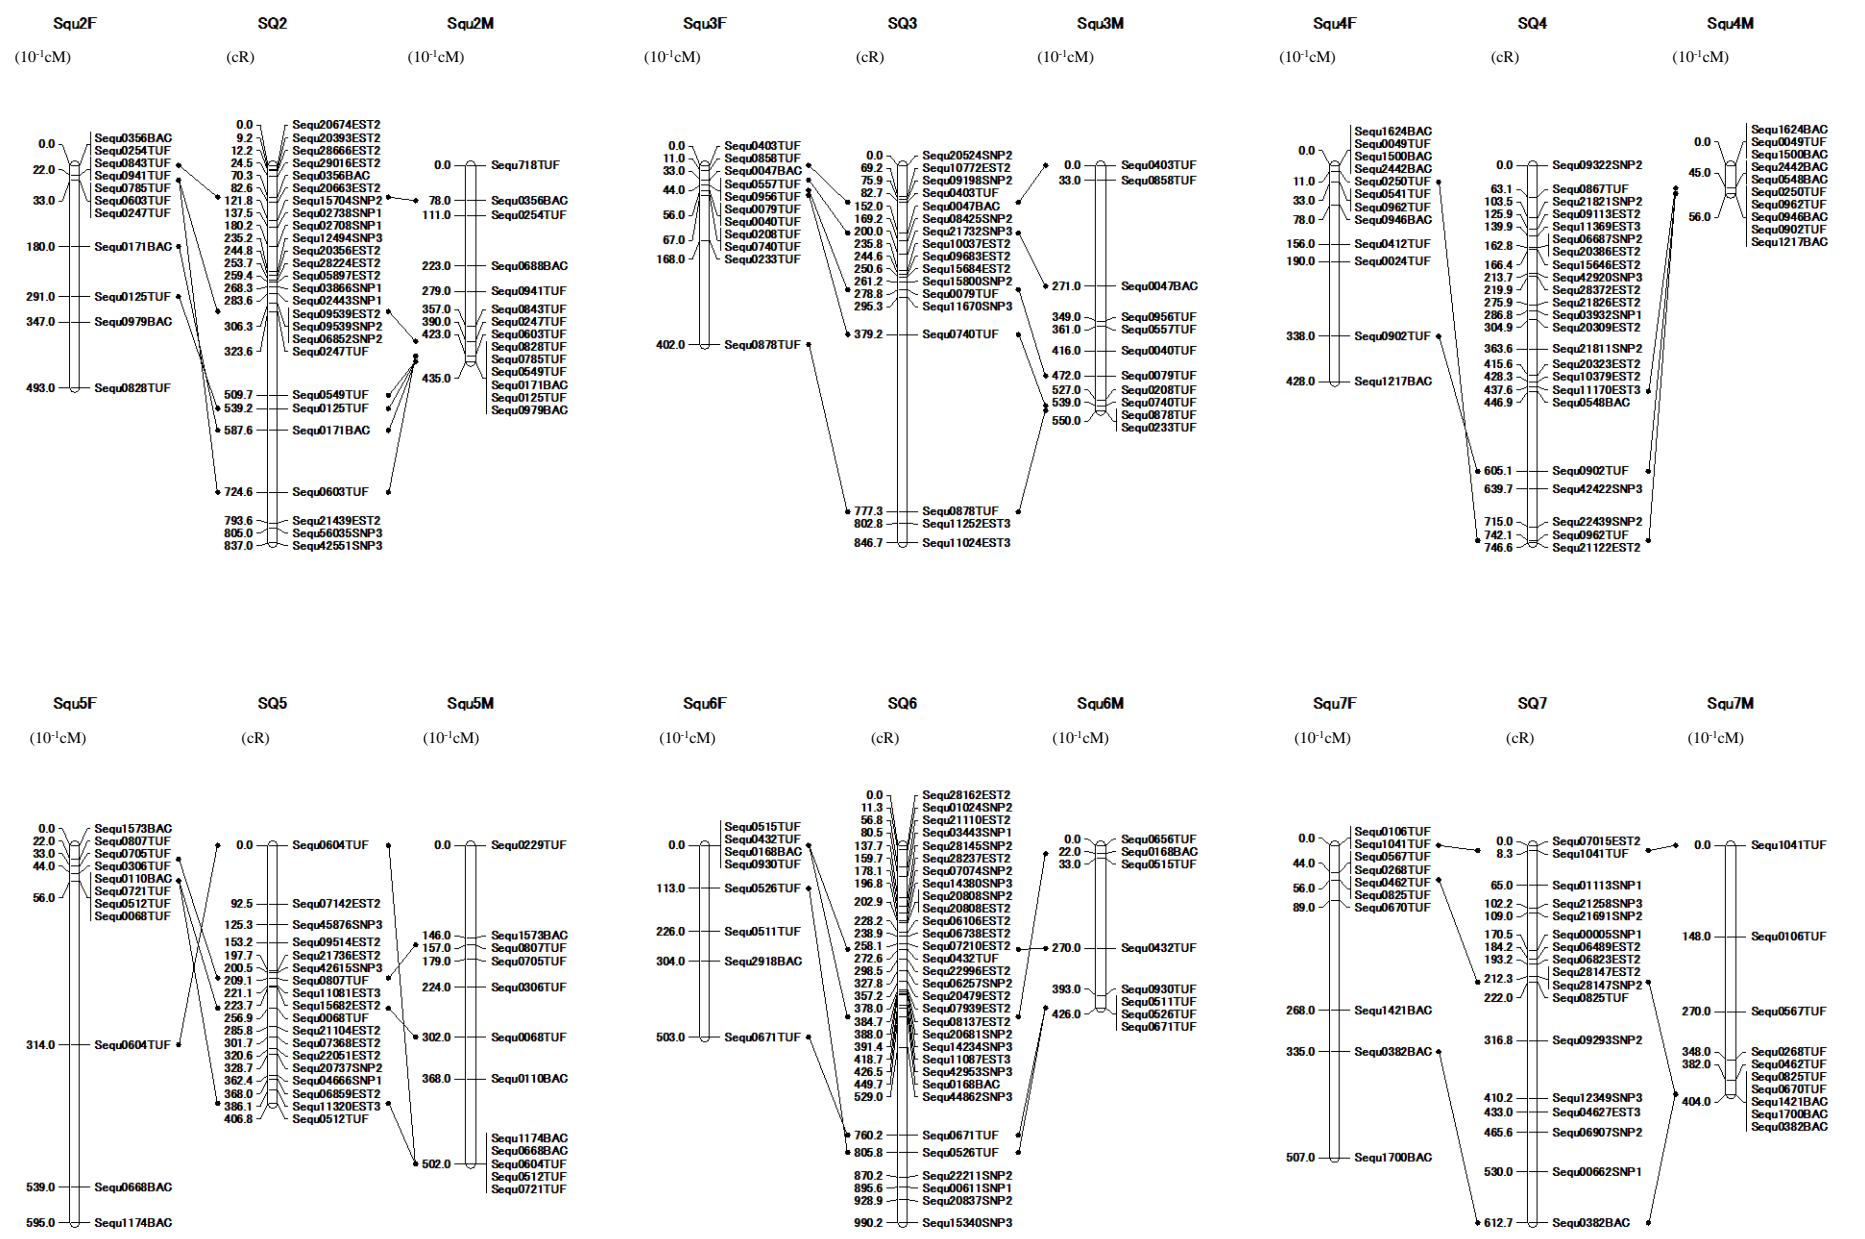 Squ2F
(10-1cM)
0.0
22.0
33.0
180.0
291.0
347.0
493.0
Sequ0356BAC
Sequ0254TUF
Sequ0843TUF
Sequ0941TUF
Sequ0785TUF
Sequ0603TUF
Sequ0247TUF
Sequ0171BAC
Sequ0125TUF
Sequ0979BAC
Sequ0828TUF
SQ2
(cR)
0.0 Sequ20674EST2
9.2 Sequ20393EST2
12.2 Sequ28666EST2
24.5 Sequ29016EST2
70.3 Sequ0356BAC
82.6 Sequ20663EST2
121.8 Sequ15704SNP2
137.5 Sequ02738SNP1
180.2 Sequ02708SNP1
235.2 Sequ12494SNP3
244.8 Sequ20356EST2
253.7 Sequ28224EST2
259.4 Sequ05897EST2
268.3 Sequ03866SNP1
283.6 Sequ02443SNP1
Sequ09539EST2
306.3 Sequ09539SNP2
Sequ06852SNP2
323.6 Sequ0247TUF
509.7 Sequ0549TUF
539.2 Sequ0125TUF
587.6 Sequ0171BAC
724.6 Sequ0603TUF
793.6 Sequ21439EST2
805.0 Sequ56035SNP3
837.0 Sequ42551SNP3
Squ2M
(10-1cM)
0.0 Sequ718TUF
78.0 Sequ0356BAC
111.0 Sequ0254TUF
223.0 Sequ0688BAC
279.0 Sequ0941TUF
357.0 Sequ0843TUF
390.0 Sequ0247TUF
423.0 Sequ0603TUF
Sequ0828TUF
Sequ0785TUF
Sequ0549TUF
435.0 Sequ0171BAC
Sequ0125TUF
Sequ0979BAC
Squ3F
(10-1cM)
0.0
11.0
33.0
44.0
56.0
67.0
168.0
402.0
Sequ0403TUF
Sequ0858TUF
Sequ0047BAC
Sequ0557TUF
Sequ0956TUF
Sequ0079TUF
Sequ0040TUF
Sequ0208TUF
Sequ0740TUF
Sequ0233TUF
Sequ0878TUF
SQ3
(cR)
0.0 Sequ20524SNP2
69.2 Sequ10772EST2
75.9 Sequ09198SNP2
82.7 Sequ0403TUF
152.0 Sequ0047BAC
169.2 Sequ08425SNP2
200.0 Sequ21732SNP3
235.8 Sequ10037EST2
244.6 Sequ09683EST2
250.6 Sequ15684EST2
261.2 Sequ15800SNP2
278.8 Sequ0079TUF
295.3 Sequ11670SNP3
379.2 Sequ0740TUF
777.3 Sequ0878TUF
802.8 Sequ11252EST3
846.7 Sequ11024EST3
Squ3M
(10-1cM)
0.0 Sequ0403TUF
33.0 Sequ0858TUF
271.0 Sequ0047BAC
349.0 Sequ0956TUF
361.0 Sequ0557TUF
416.0 Sequ0040TUF
472.0 Sequ0079TUF
527.0 Sequ0208TUF
539.0 Sequ0740TUF
550.0 Sequ0878TUF
Sequ0233TUF
Squ4F
(10-1cM)
0.0
11.0
33.0
78.0
156.0
190.0
338.0
428.0
Sequ1624BAC
Sequ0049TUF
Sequ1500BAC
Sequ2442BAC
Sequ0250TUF
Sequ0541TUF
Sequ0962TUF
Sequ0946BAC
Sequ0412TUF
Sequ0024TUF
Sequ0902TUF
Sequ1217BAC
SQ4
(cR)
0.0 Sequ09322SNP2
63.1 Sequ0867TUF
103.5 Sequ21821SNP2
125.9 Sequ09113EST2
139.9 Sequ11369EST3
162.8 Sequ06687SNP2
Sequ20386EST2
166.4 Sequ15646EST2
213.7 Sequ42920SNP3
219.9 Sequ28372EST2
275.9 Sequ21826EST2
286.8 Sequ03932SNP1
304.9 Sequ20309EST2
363.6 Sequ21811SNP2
415.6 Sequ20323EST2
428.3 Sequ10379EST2
437.6 Sequ11170EST3
446.9 Sequ0548BAC
605.1 Sequ0902TUF
639.7 Sequ42422SNP3
715.0 Sequ22439SNP2
742.1 Sequ0962TUF
746.6 Sequ21122EST2
Squ4M
(10-1cM)
0.0
45.0
56.0
Sequ1624BAC
Sequ0049TUF
Sequ1500BAC
Sequ2442BAC
Sequ0548BAC
Sequ0250TUF
Sequ0962TUF
Sequ0946BAC
Sequ0902TUF
Sequ1217BAC
Squ5F
(10-1cM)
0.0 Sequ1573BAC
22.0 Sequ0807TUF
33.0 Sequ0705TUF
44.0 Sequ0306TUF
Sequ0110BAC
56.0 Sequ0721TUF
Sequ0512TUF
Sequ0068TUF
314.0 Sequ0604TUF
539.0 Sequ0668BAC
595.0 Sequ1174BAC
SQ5
(cR)
0.0 Sequ0604TUF
92.5 Sequ07142EST2
125.3 Sequ45876SNP3
153.2 Sequ09514EST2
197.7 Sequ21736EST2
200.5 Sequ42615SNP3
209.1 Sequ0807TUF
221.1 Sequ11081EST3
223.7 Sequ15682EST2
256.9 Sequ0068TUF
285.8 Sequ21104EST2
301.7 Sequ07368EST2
320.6 Sequ22051EST2
328.7 Sequ20737SNP2
362.4 Sequ04666SNP1
368.0 Sequ06859EST2
386.1 Sequ11320EST3
406.8 Sequ0512TUF
Squ5M
(10-1cM)
0.0 Sequ0229TUF
146.0 Sequ1573BAC
157.0 Sequ0807TUF
179.0 Sequ0705TUF
224.0 Sequ0306TUF
302.0 Sequ0068TUF
368.0 Sequ0110BAC
Sequ1174BAC
Sequ0668BAC
502.0 Sequ0604TUF
Sequ0512TUF
Sequ0721TUF
Squ6F
(10-1cM)
Sequ0515TUF
Sequ0432TUF
0.0 Sequ0168BAC
Sequ0930TUF
113.0 Sequ0526TUF
226.0 Sequ0511TUF
304.0 Sequ2918BAC
503.0 Sequ0671TUF
SQ6
(cR)
0.0 Sequ28162EST2
11.3 Sequ01024SNP2
56.8 Sequ21110EST2
80.5 Sequ03443SNP1
137.7 Sequ28145SNP2
159.7 Sequ28237EST2
178.1 Sequ07074SNP2
196.8 Sequ14380SNP3
202.9 Sequ20808SNP2
Sequ20808EST2
228.2 Sequ06106EST2
238.9 Sequ06738EST2
258.1 Sequ07210EST2
272.6 Sequ0432TUF
298.5 Sequ22996EST2
327.8 Sequ06257SNP2
357.2 Sequ20479EST2
378.0 Sequ07939EST2
384.7 Sequ08137EST2
388.0 Sequ20681SNP2
391.4 Sequ14234SNP3
418.7 Sequ11087EST3
426.5 Sequ42953SNP3
449.7 Sequ0168BAC
529.0 Sequ44862SNP3
760.2 Sequ0671TUF
805.8 Sequ0526TUF
870.2 Sequ22211SNP2
895.6 Sequ00611SNP1
928.9 Sequ20837SNP2
990.2 Sequ15340SNP3
Squ6M
(10-1cM)
0.0 Sequ0656TUF
22.0 Sequ0168BAC
33.0 Sequ0515TUF
270.0 Sequ0432TUF
393.0 Sequ0930TUF
Sequ0511TUF
426.0 Sequ0526TUF
Sequ0671TUF
Squ7F
(10-1cM)
0.0
44.0
56.0
89.0
268.0
335.0
507.0
Sequ0106TUF
Sequ1041TUF
Sequ0567TUF
Sequ0268TUF
Sequ0462TUF
Sequ0825TUF
Sequ0670TUF
Sequ1421BAC
Sequ0382BAC
Sequ1700BAC
SQ7
(cR)
0.0 Sequ07015EST2
8.3 Sequ1041TUF
65.0 Sequ01113SNP1
102.2 Sequ21258SNP3
109.0 Sequ21691SNP2
170.5 Sequ00005SNP1
184.2 Sequ06489EST2
193.2 Sequ06823EST2
212.3 Sequ28147EST2
Sequ28147SNP2
222.0 Sequ0825TUF
316.8 Sequ09293SNP2
410.2 Sequ12349SNP3
433.0 Sequ04627EST3
465.6 Sequ06907SNP2
530.0 Sequ00662SNP1
612.7 Sequ0382BAC
Squ7M
(10-1cM)
0.0 Sequ1041TUF
148.0 Sequ0106TUF
270.0 Sequ0567TUF
348.0 Sequ0268TUF
382.0 Sequ0462TUF
Sequ0825TUF
Sequ0670TUF
404.0 Sequ1421BAC
Sequ1700BAC
Sequ0382BAC